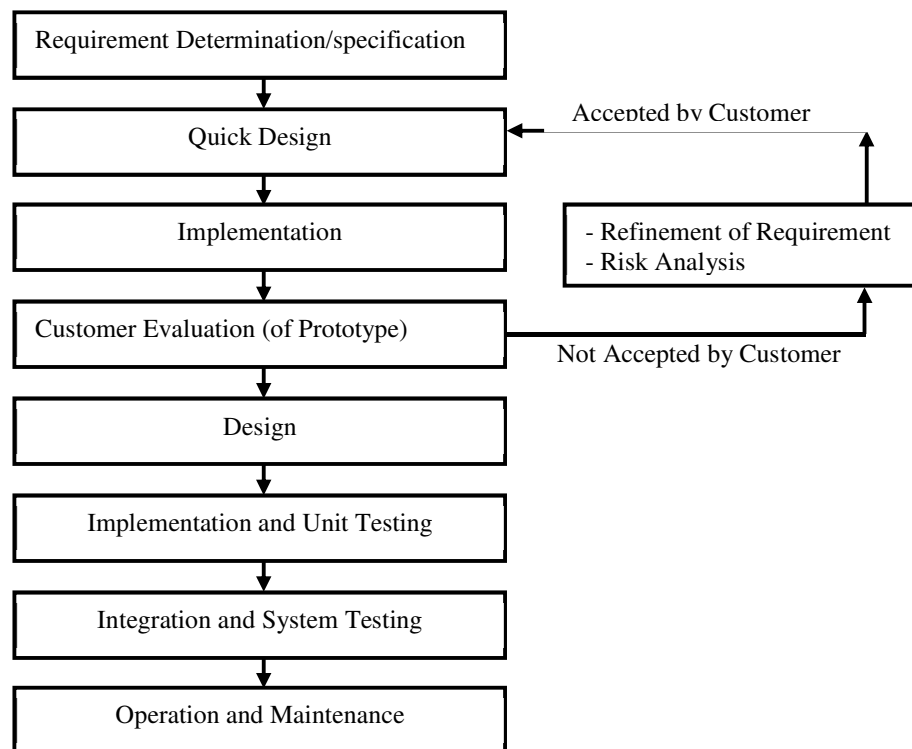 Requirement Determination/specification
Accepted by Customer
Quick Design
Implementation
- Refinement of Requirement
- Risk Analysis
Customer Evaluation (of Prototype)
Not Accepted by Customer
Design
Implementation and Unit Testing
Integration and System Testing
Operation and Maintenance